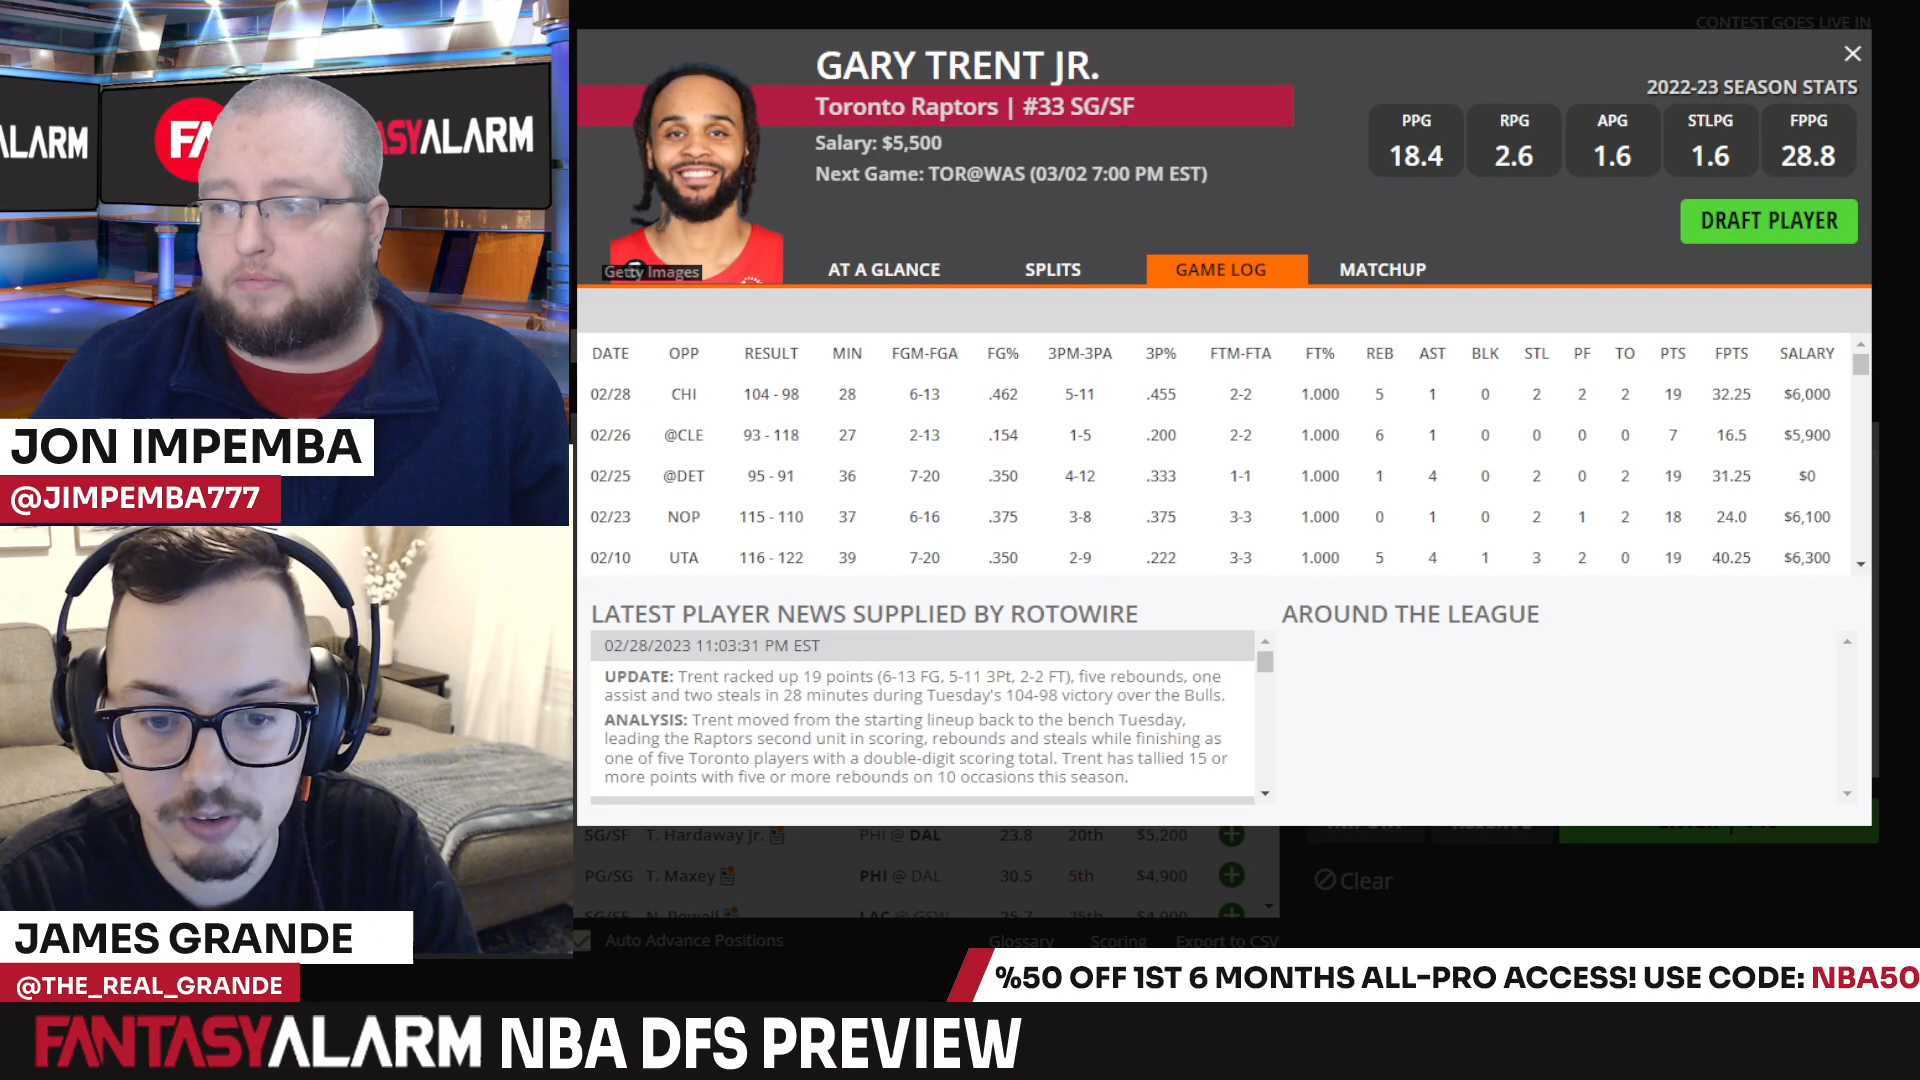 CONTEST GOES LIVE IN
ALARM
FA
ASYALARM
GARY TRENT JR.
Toronto Raptors | #33 SG/SF
Salary: $5,500
Next Game: TOR@WAS (03/02 7:00 PM EST)
2022-23 SEASON STATS
PPG RPG APG STLPG FPPG
18.4 2.6 1.6 1.6 28.8
DRAFT PLAYER
Getty Images
AT A GLANCE SPLITS GAME LOG MATCHUP
DATE OPP RESULT MIN FGM-FGA FG% 3PM-3PA 3P% FTM-FTA FT% REB AST BLK STL PF TO PTS FPTS SALARY
02/28 CHI 104 - 98 28 6-13 .462 5-11 .455 2-2 1.000 5 1 0 2 2 2 19 32.25 $6,000
02/26 @CLE 93 - 118 27 2-13 .154 1-5 .200 2-2 1.000 6 1 0 0 0 0 7 16.5 $5,900
02/25 @DET 95 - 91 36 7-20 .350 4-12 .333 1-1 1.000 1 4 0 2 0 2 19 31.25 $0
02/23 NOP 115 - 110 37 6-16 .375 3-8 .375 3-3 1.000 0 1 0 2 1 2 18 24.0 $6,100
02/10 UTA 116 - 122 39 7-20 .350 2-9 .222 3-3 1.000 5 4 1 3 2 0 19 40.25 $6,300
LATEST PLAYER NEWS SUPPLIED BY ROTOWIRE
AROUND THE LEAGUE
02/28/2023 11:03:31 PM EST
UPDATE: Trent racked up 19 points (6-13 FG, 5-11 3Pt, 2-2 FT), five rebounds, one
assist and two steals in 28 minutes during Tuesday's 104-98 victory over the Bulls.
ANALYSIS: Trent moved from the starting lineup back to the bench Tuesday,
leading the Raptors second unit in scoring, rebounds and steals while finishing as
one of five Toronto players with a double-digit scoring total. Trent has tallied 15 or
more points with five or more rebounds on 10 occasions this season.
SG/SF T. Hardaway Jr. PHI @ DAL 23.8 20th $5,200
PG/SG T. Maxey PHI @ DAL 30.5 5th $4,900
SG/SF N. Powell LAC @ GSW 25.7 25th $4,900
Clear
Auto Advance Positions
Glossary Scoring Export to CSV
JON IMPEMBA
@JIMPEMBA777
JAMES GRANDE
@THE_REAL_GRANDE
%50 OFF 1ST 6 MONTHS ALL-PRO ACCESS! USE CODE: NBA50
FANTASYALARM NBA DFS PREVIEW